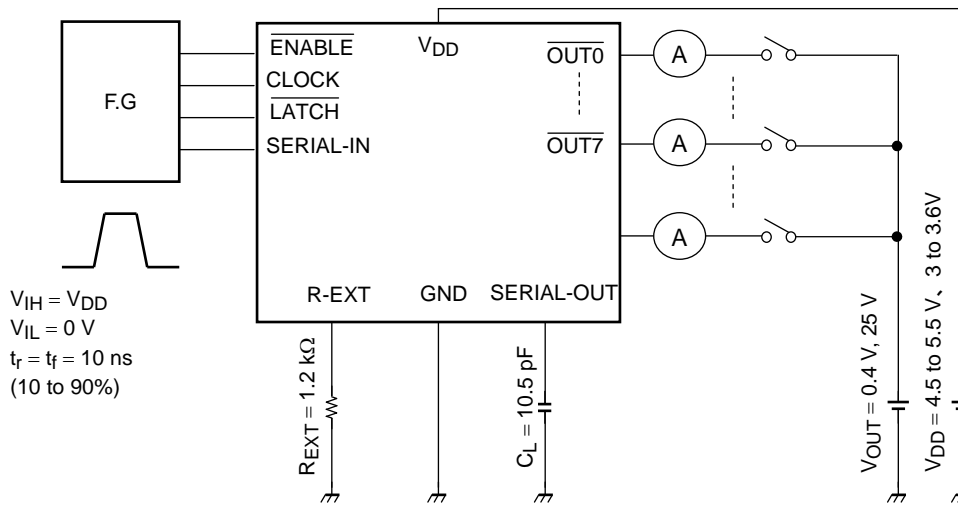 F.G
ENABLE
CLOCK
LATCH
SERIAL-IN
VDD
OUT0
OUT7
A
A
A
R-EXT
GND
SERIAL-OUT
VIH = VDD
VIL = 0 V
tr = tf = 10 ns
(10 to 90%)
REXT = 1.2 kΩ
CL = 10.5 pF
VOUT = 0.4 V, 25 V
VDD = 4.5 to 5.5 V、3 to 3.6V